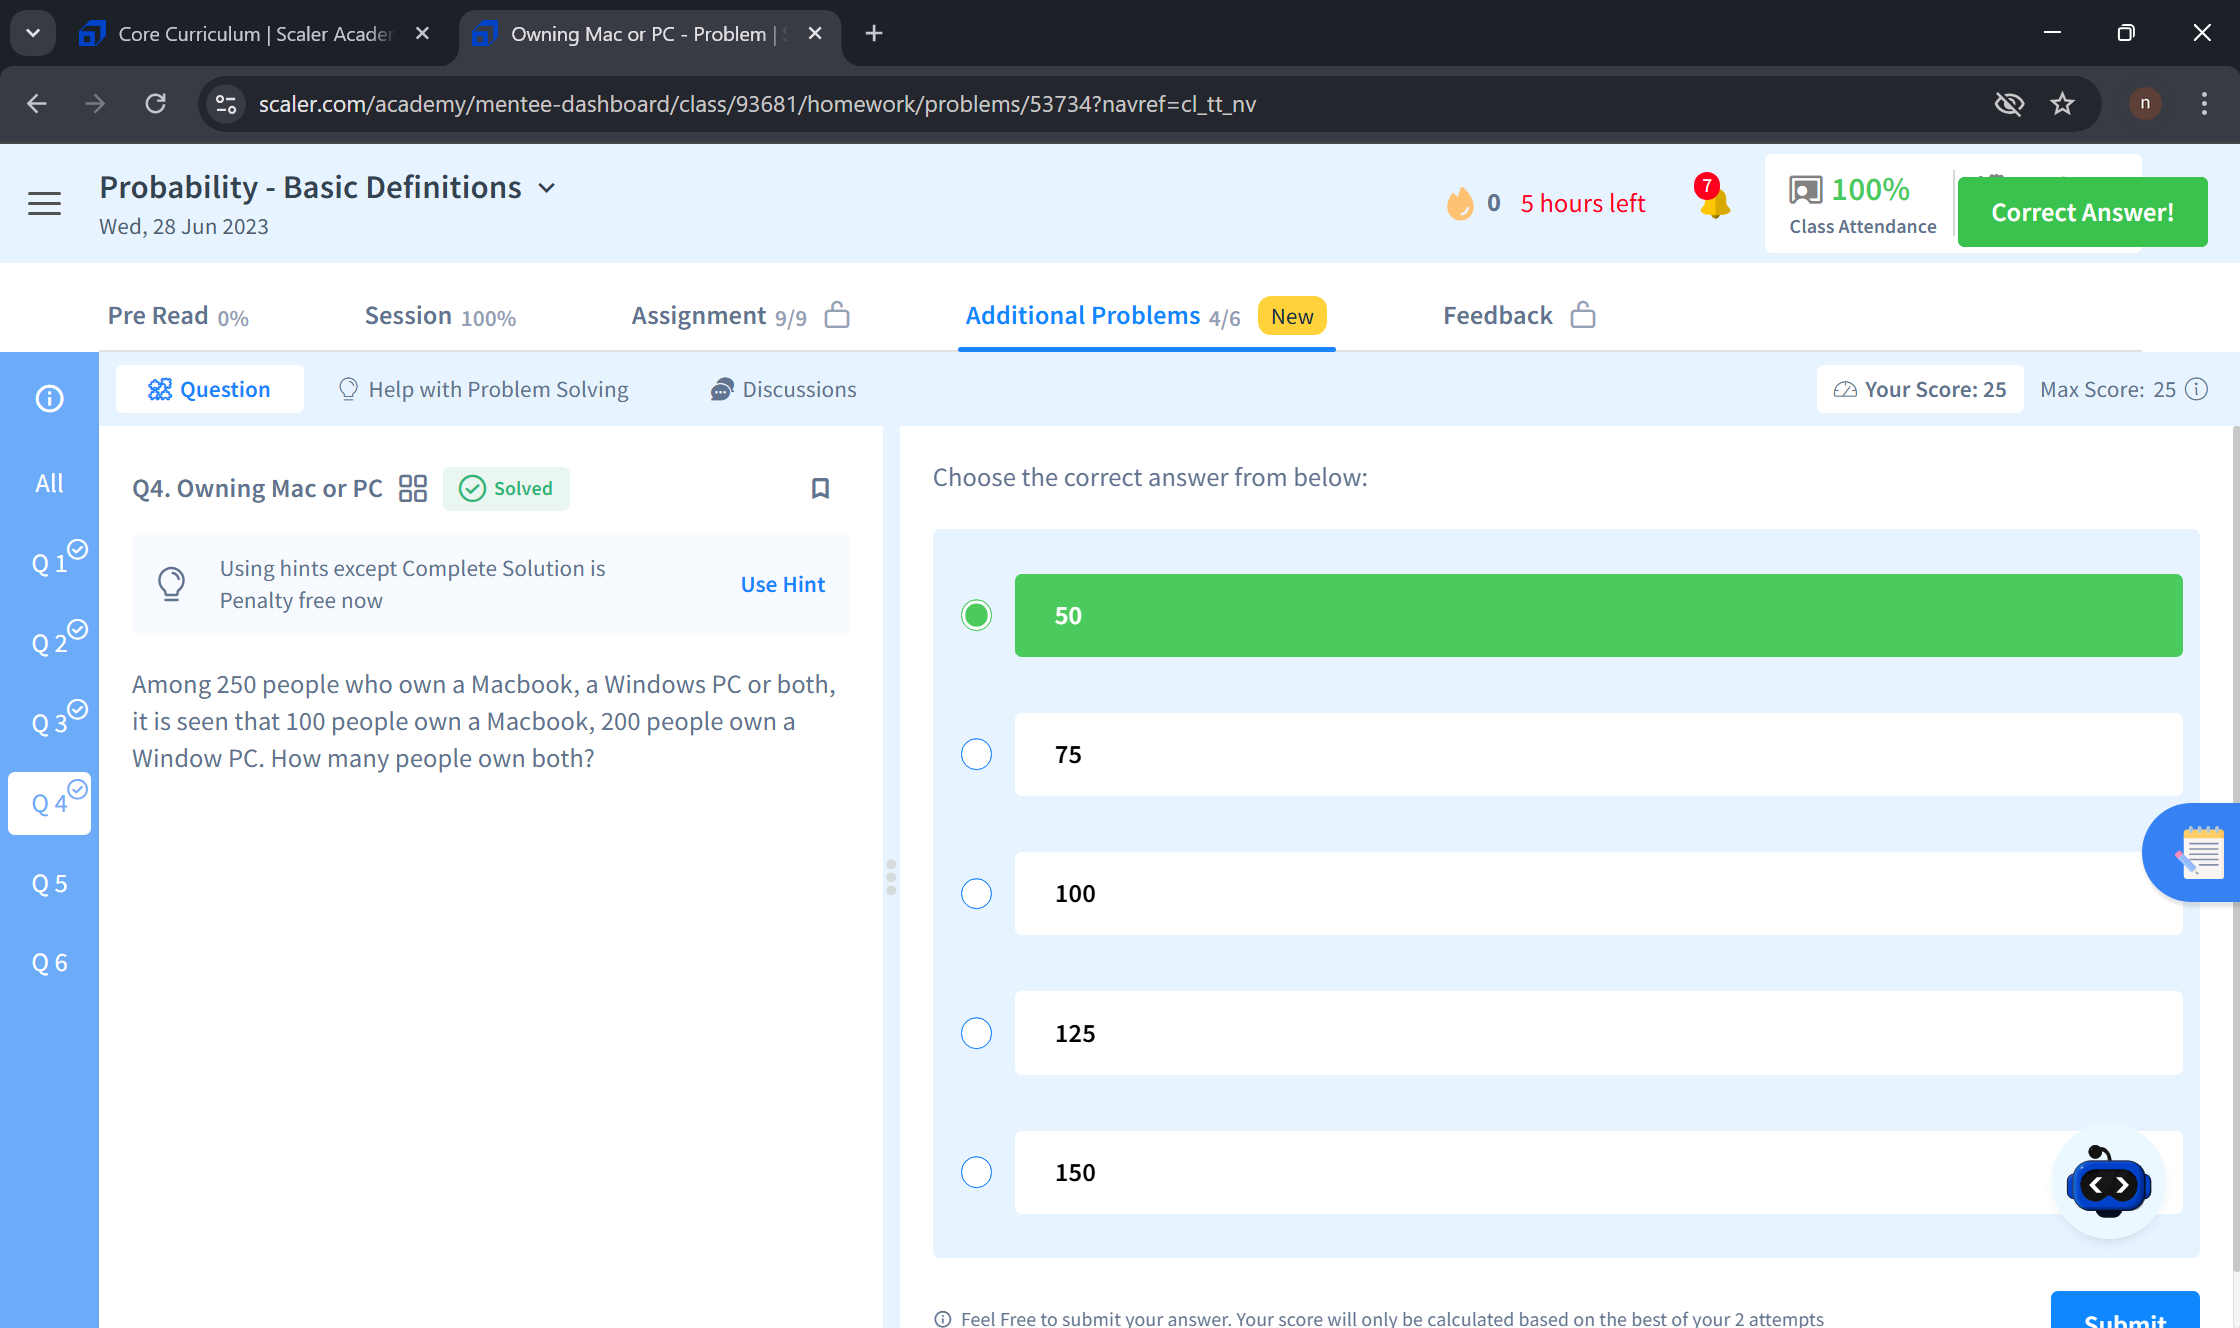 Core Curriculum | Scaler Acade
Owning Mac or PC - Problem |
scaler.com/academy/mentee-dashboard/class/93681/homework/problems/53734?navref=cl_tt_nv
n
Probability - Basic Definitions
Wed, 28 Jun 2023
0
5 hours left
7
100%
Class Attendance
Correct Answer!
Pre Read 0%
Session 100%
Assignment 9/9
Additional Problems 4/6 New
Feedback
Question
Help with Problem Solving
Discussions
Your Score: 25
Max Score: 25
All
Q 1
Q 2
Q 3
Q 4
Q 5
Q 6
Q4. Owning Mac or PC
Solved
Using hints except Complete Solution is
Penalty free now
Use Hint
Among 250 people who own a Macbook, a Windows PC or both,
it is seen that 100 people own a Macbook, 200 people own a
Window PC. How many people own both?
Choose the correct answer from below:
50
75
100
125
150
Feel Free to submit your answer. Your score will only be calculated based on the best of your 2 attempts
Submit